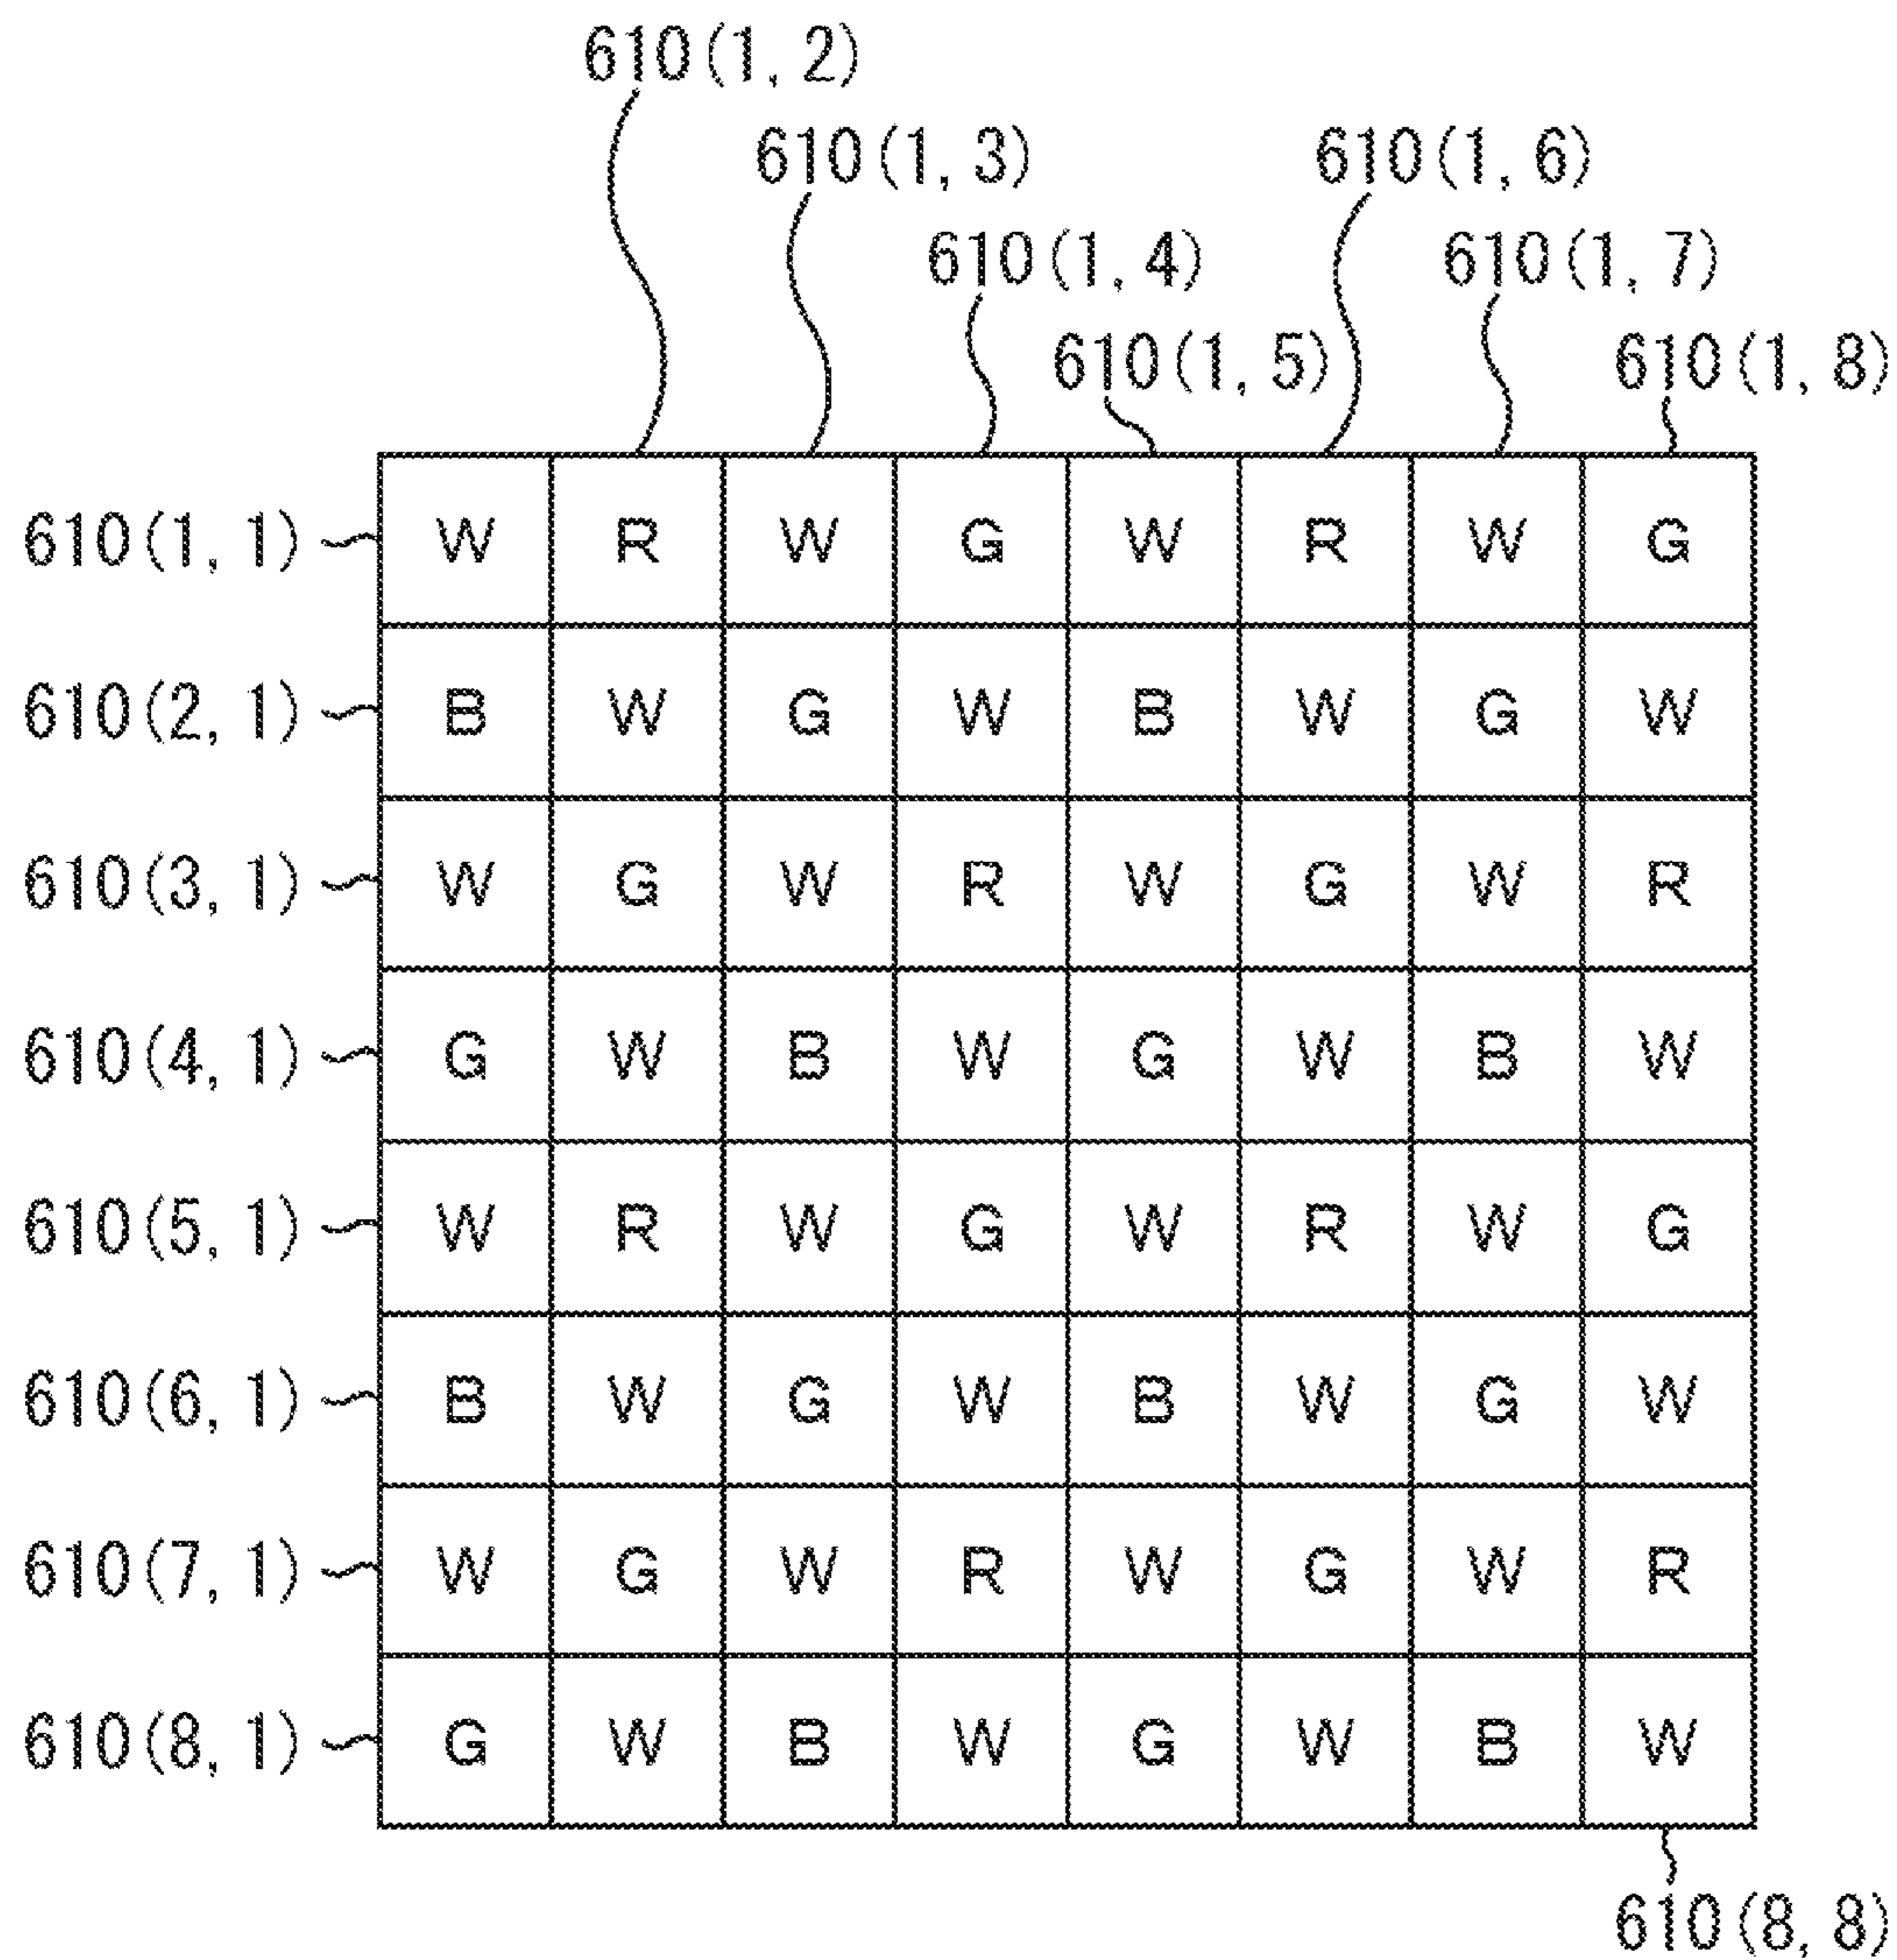 610(1, 2)
610(1, 3) 610(1, 6)
610(1, 4) 610(1, 7)
610(1, 5) 610(1, 8)
610(1, 1) W R W G W R W G
610(2, 1) B W G W B W G W
610(3, 1) W G W R W G W R
610(4, 1) G W B W G W B W
610(5, 1) W R W G W R W G
610(6, 1) B W G W B W G W
610(7, 1) W G W R W G W R
610(8, 1) G W B W G W B W
610(8, 8)